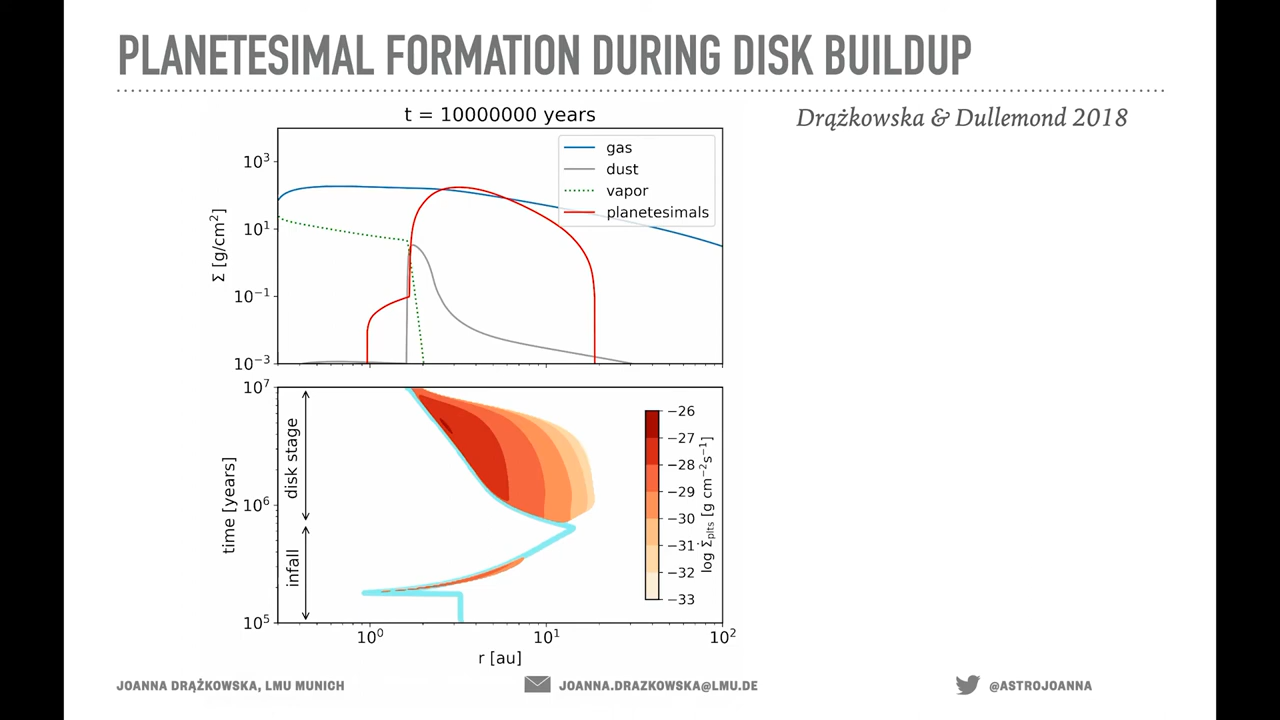 PLANETESIMAL FORMATION DURING DISK BUILDUP
Drążkowska & Dullemond 2018
t = 10000000 years
gas
dust
vapor
planetesimals
10³
10¹
10⁻¹
10⁻³
Σ [g/cm²]
10⁷
10⁶
10⁵
time [years]
disk stage
infall
−26
−27
−28
−29
−30
−31
−32
−33
log Σ̇plts [g cm⁻²s⁻¹]
10⁰ 10¹ 10²
r [au]
JOANNA DRĄŻKOWSKA, LMU MUNICH JOANNA.DRAZKOWSKA@LMU.DE @ASTROJOANNA